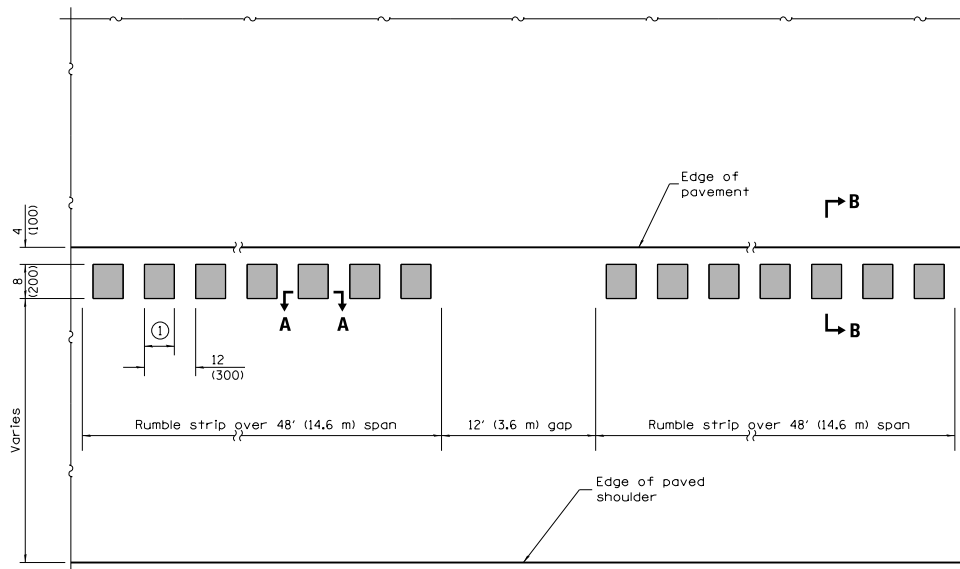 Edge of
pavement
B
4
(100)
8
(200)
A
A
B
1
12
(300)
Varies
Rumble strip over 48' (14.6 m) span
12' (3.6 m) gap
Rumble strip over 48' (14.6 m) span
Edge of paved
shoulder